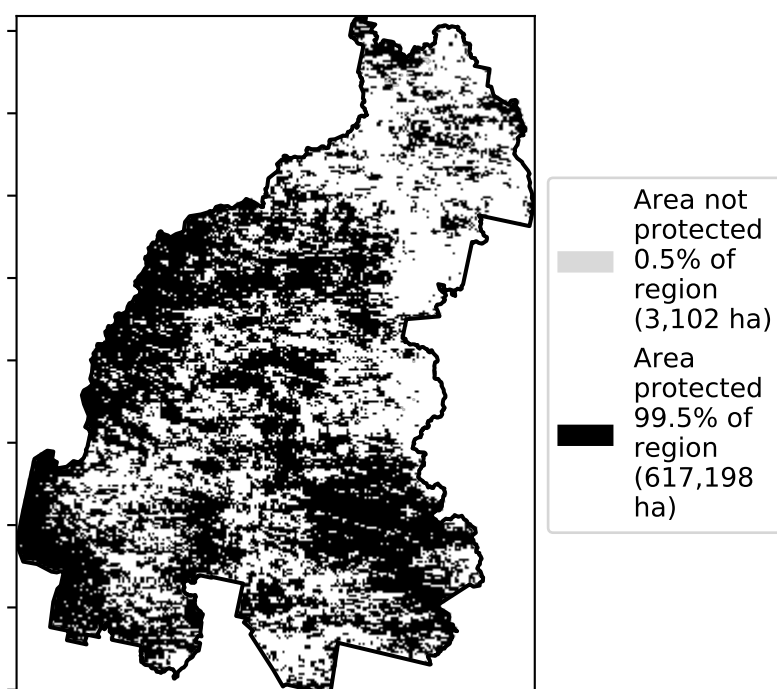 Area not
protected
0.5% of
region
(3,102 ha)
Area
protected
99.5% of
region
(617,198
ha)